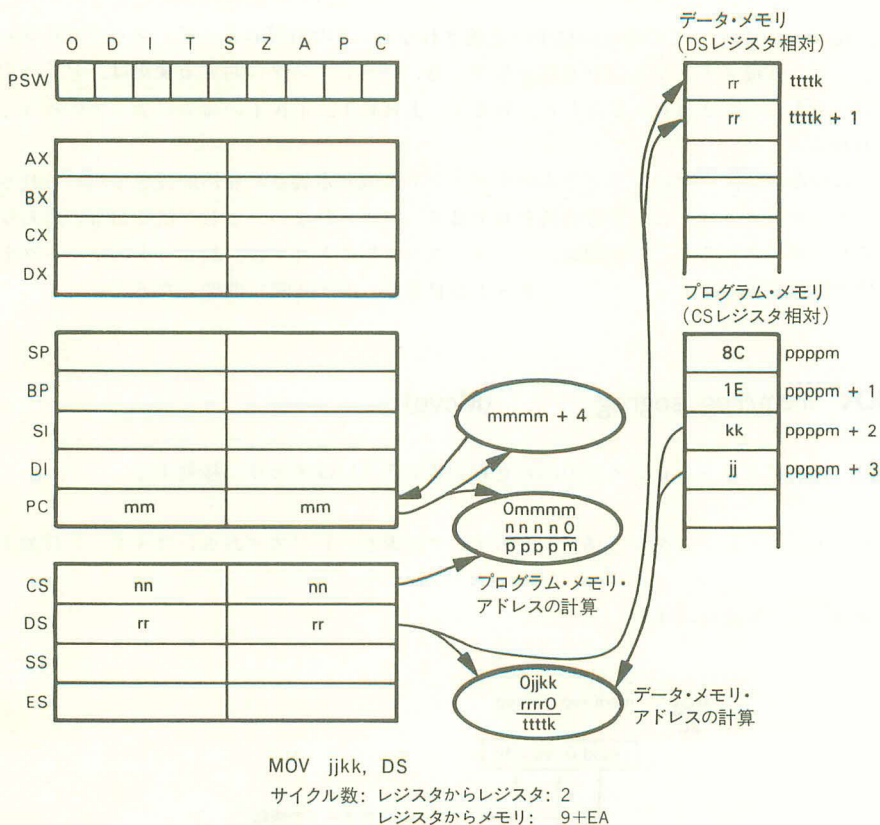 O D I T S Z A P C
PSW
AX
BX
CX
DX
SP
BP
SI
DI
PC mm mm
CS nn nn
DS rr rr
SS
ES
mmmm + 4
0mmmm
nnnn0
ppppm
プログラム・メモリ・
アドレスの計算
0jjkk
rrrr0
ttttk
データ・メモリ・
アドレスの計算
データ・メモリ
(DSレジスタ相対)
rr ttttk
rr ttttk + 1
プログラム・メモリ
(CSレジスタ相対)
8C ppppm
1E ppppm + 1
kk ppppm + 2
jj ppppm + 3
MOV jjkk, DS
サイクル数: レジスタからレジスタ: 2
レジスタからメモリ: 9+EA